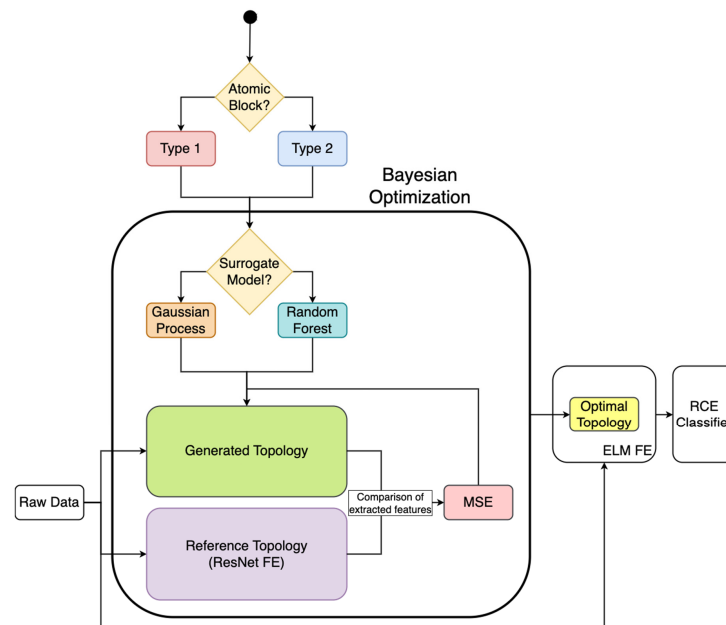 Atomic
Block?
Type 1
Type 2
Bayesian
Optimization
Surrogate
Model?
Gaussian
Process
Random
Forest
Generated Topology
Optimal
Topology
ELM FE
RCE
Classifie
Raw Data
Comparison of
extracted features
MSE
Reference Topology
(ResNet FE)